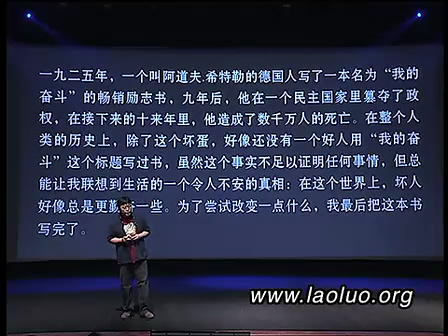 一九二五年，一个叫阿道夫.希特勒的德国人写了一本名为“我的
奋斗”的畅销励志书，九年后，他在一个民主国家里篡夺了政
权，在接下来的十来年里，他造成了数千万人的死亡。在整个人
类的历史上，除了这个坏蛋，好像还没有一个好人用“我的奋
斗”这个标题写过书，虽然这个事实不足以证明任何事情，但总
能让我联想到生活的一个令人不安的真相：在这个世界上，坏人
好像总是更勤奋一些。为了尝试改变一点什么，我最后把这本书
写完了。
www.laoluo.org